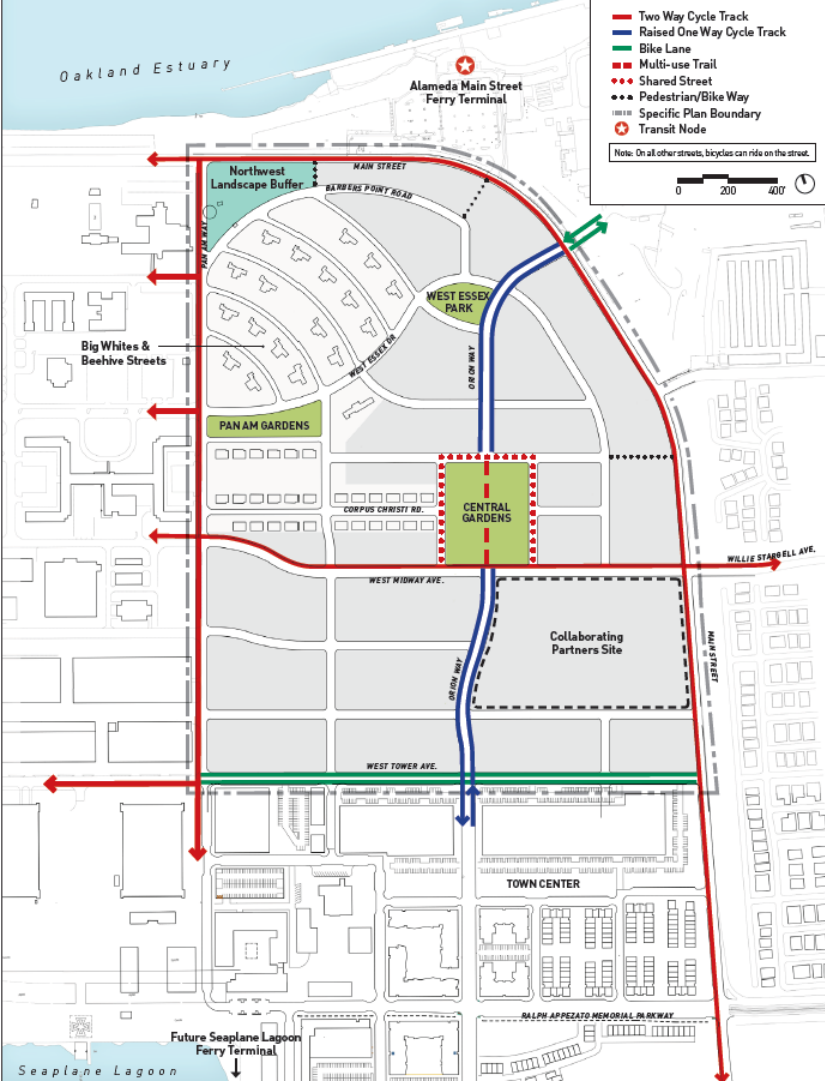 Two Way Cycle Track
Raised One Way Cycle Track
Bike Lane
Multi-use Trail
Shared Street
Pedestrian/Bike Way
Specific Plan Boundary
Transit Node
Note: On all other streets, bicycles can ride on the street.
0 200 400'
Oakland Estuary
Alameda Main Street
Ferry Terminal
Northwest
Landscape Buffer
MAIN STREET
BARBERS POINT ROAD
PAN AM WAY
WEST ESSEX
PARK
Big Whites &
Beehive Streets
WEST ESSEX DR
ORION WAY
PAN AM GARDENS
CENTRAL
GARDENS
CORPUS CHRISTI RD.
WILLIE STARGELL AVE.
WEST MIDWAY AVE.
Collaborating
Partners Site
MAIN STREET
ORION WAY
WEST TOWER AVE.
TOWN CENTER
RALPH APPEZATO MEMORIAL PARKWAY
Future Seaplane Lagoon
Ferry Terminal
Seaplane Lagoon